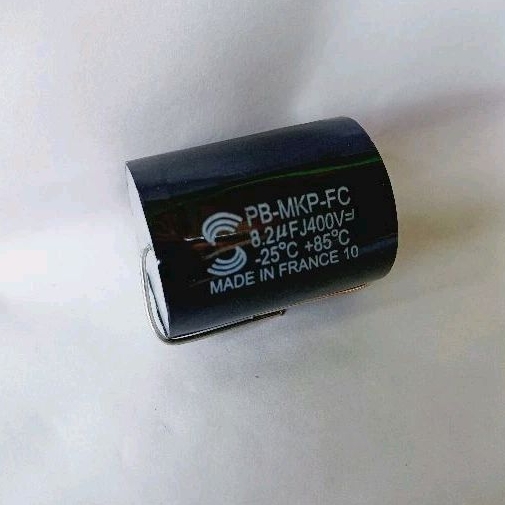 PB-MKP-FC
8.2µFJ400V⎓
-25°C +85°C
MADE IN FRANCE 10